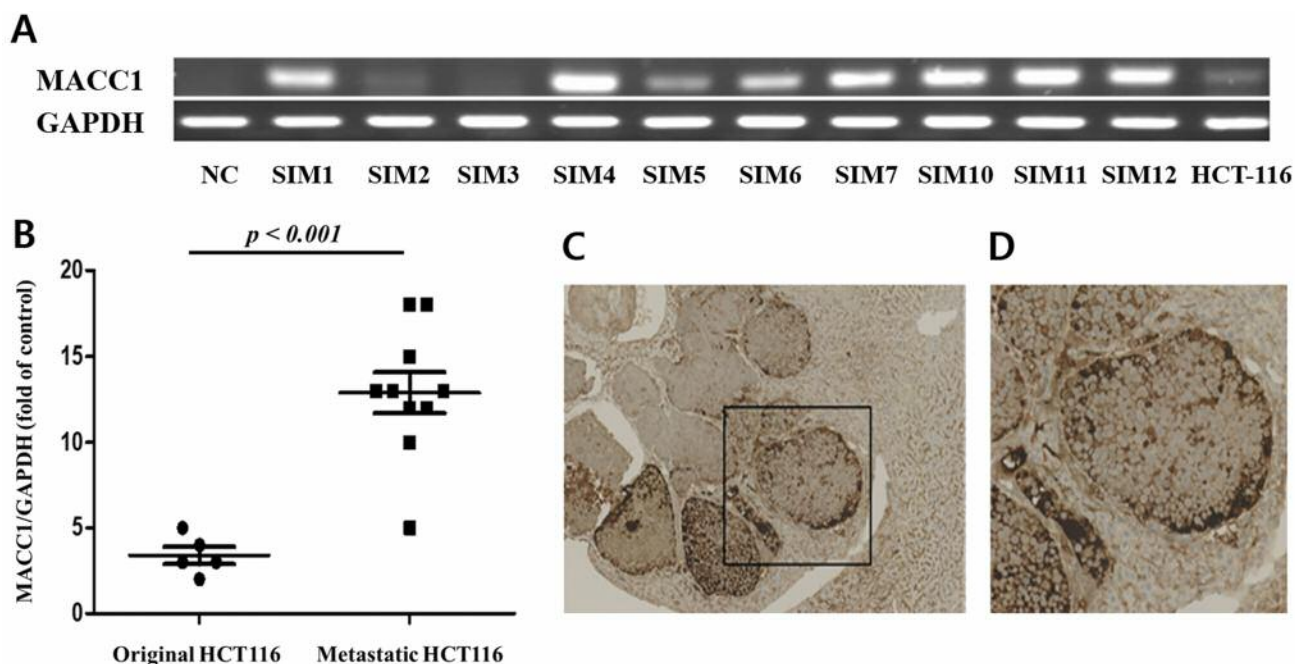 A
MACC1
GAPDH
NC SIM1 SIM2 SIM3 SIM4 SIM5 SIM6 SIM7 SIM10 SIM11 SIM12 HCT-116
B
p < 0.001
MACC1/GAPDH (fold of control)
20
15
10
5
0
Original HCT116 Metastatic HCT116
C
D